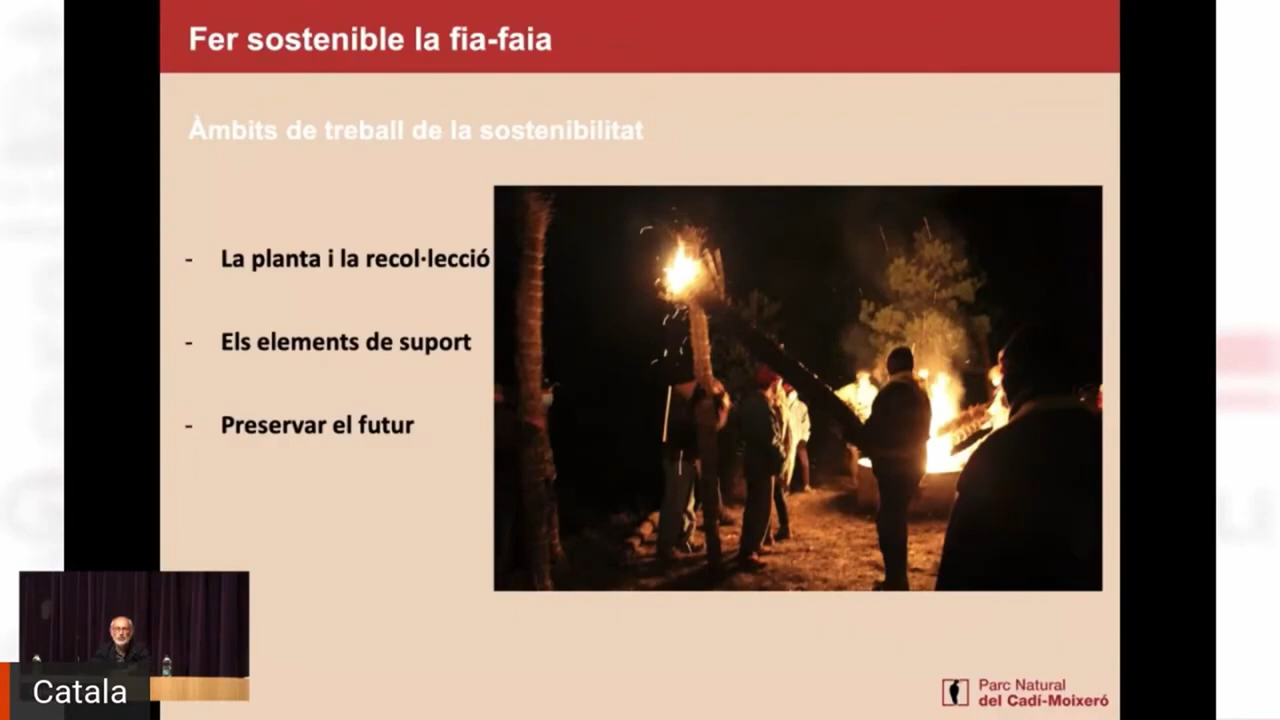 Fer sostenible la fia-faia
Àmbits de treball de la sostenibilitat
- La planta i la recol·lecció
- Els elements de suport
- Preservar el futur
Catala
Parc Natural
del Cadí-Moixeró